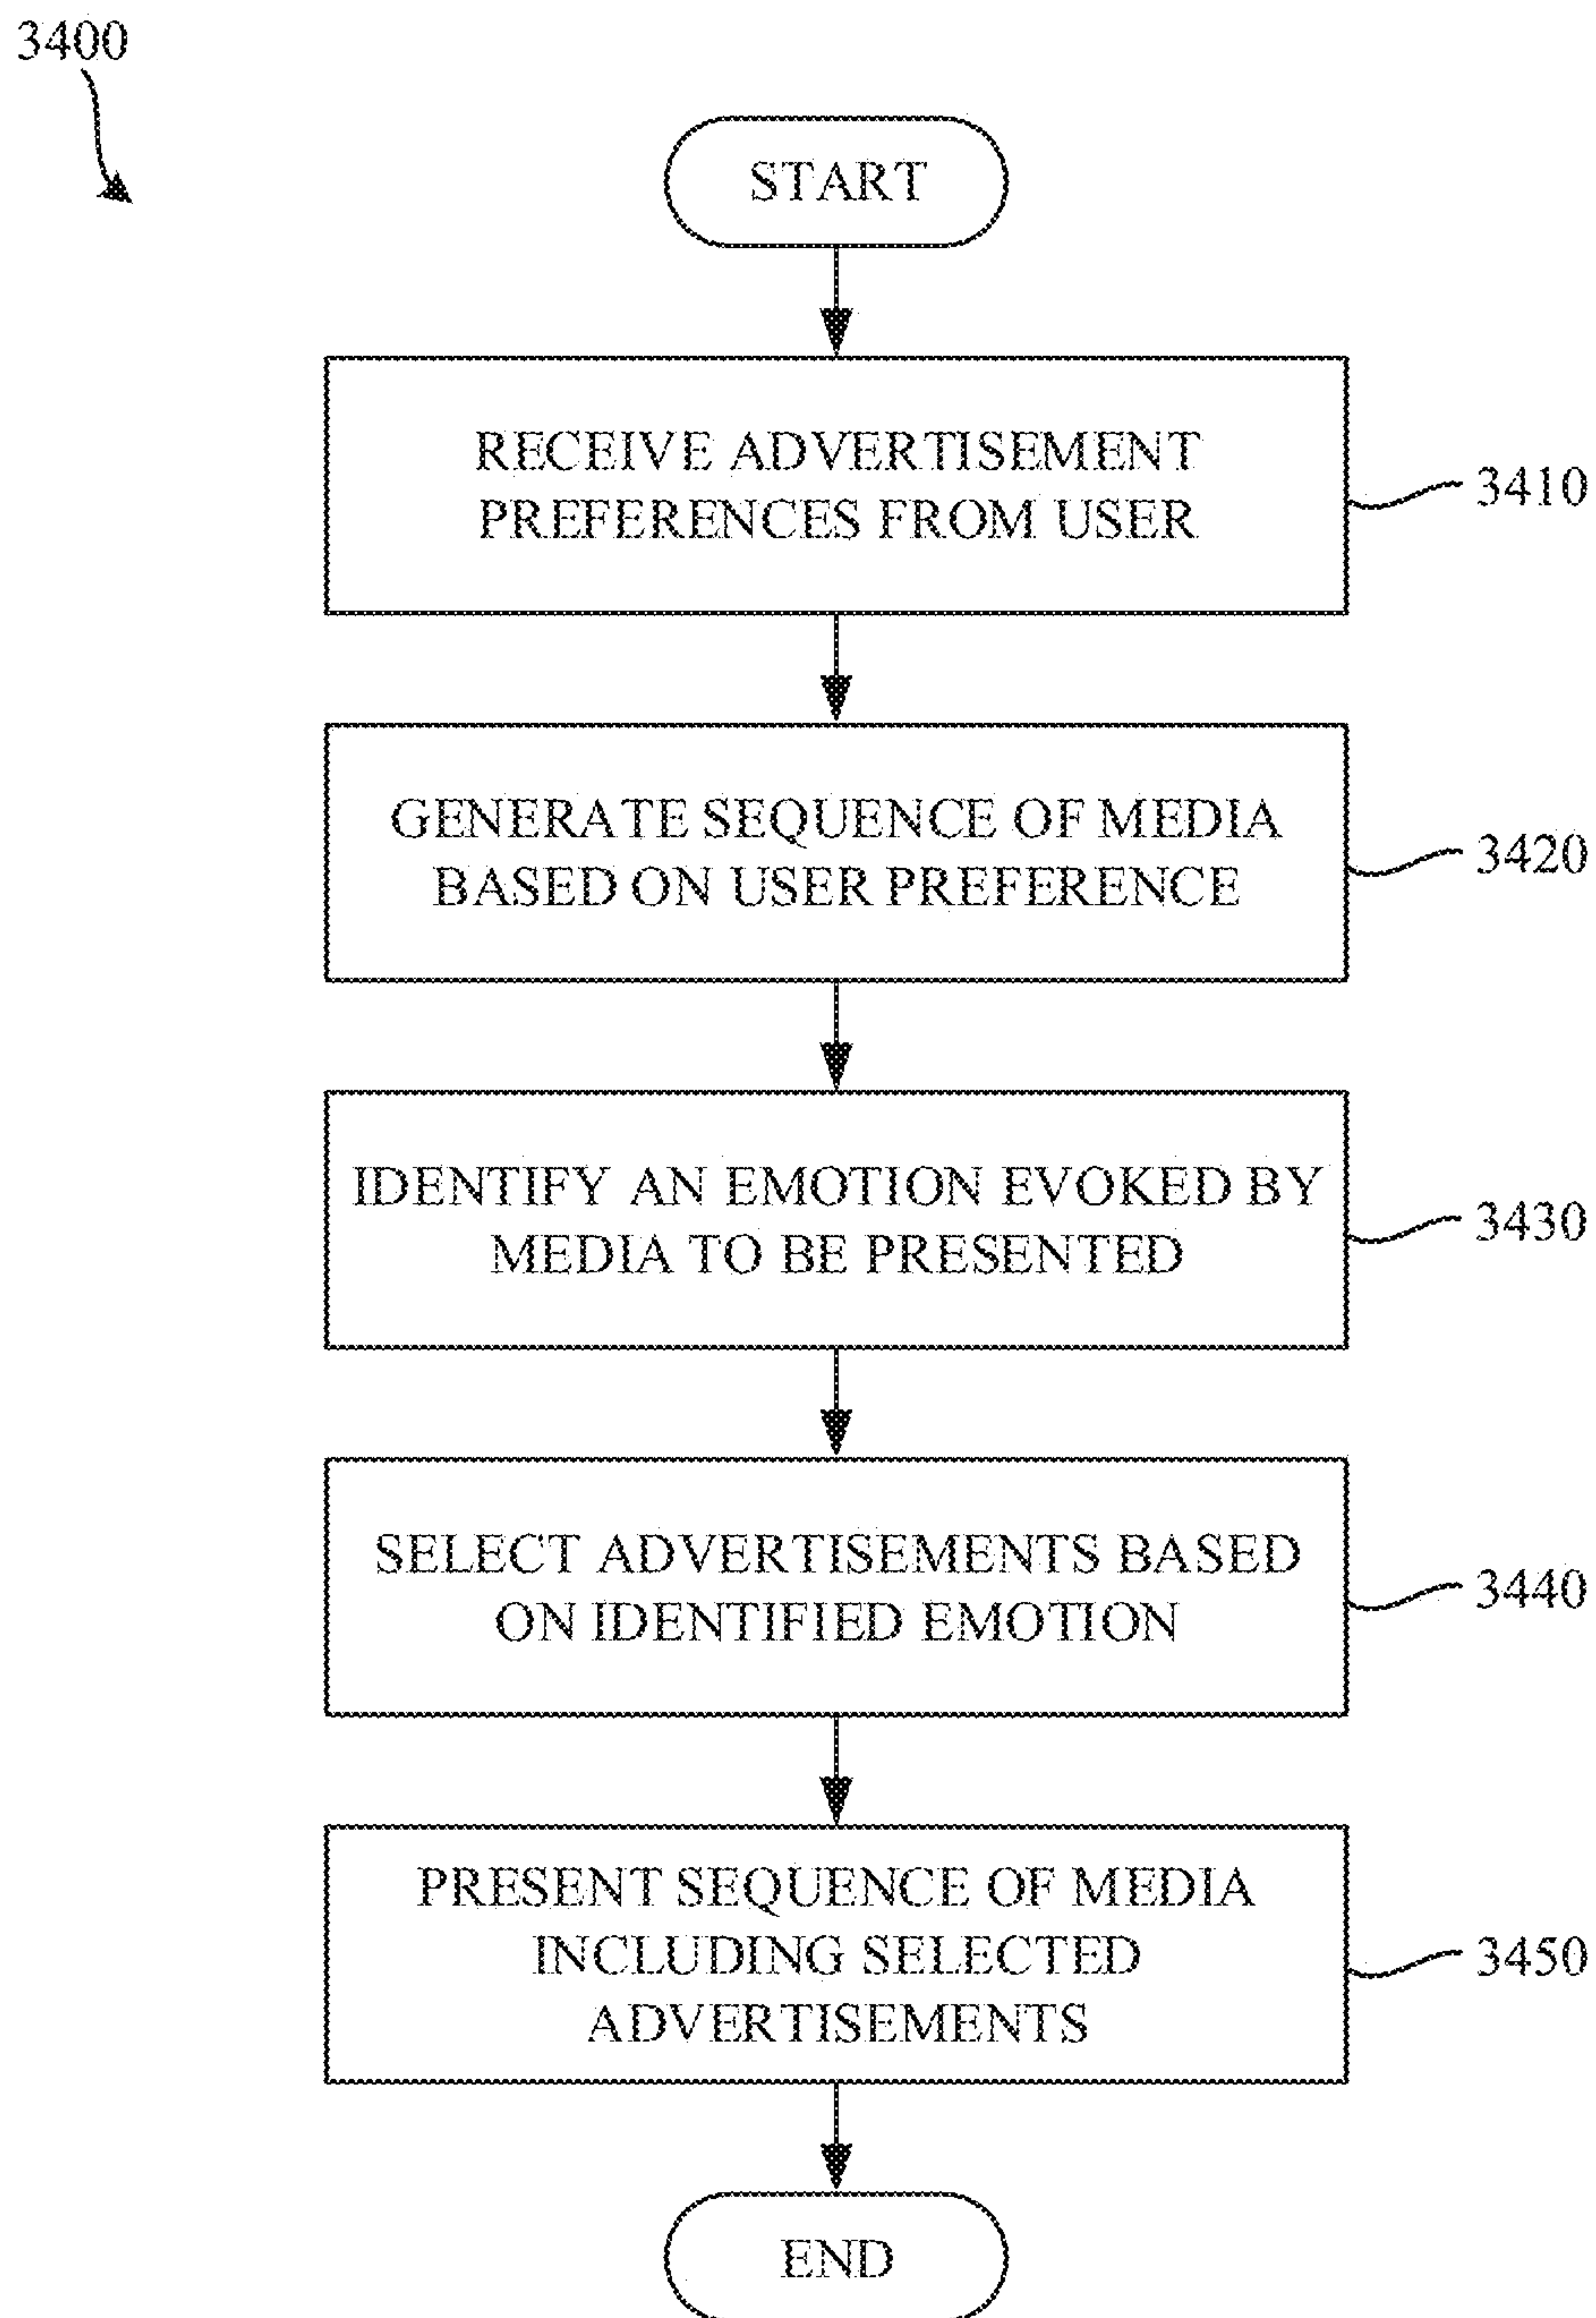 3400
START
RECEIVE ADVERTISEMENT
PREFERENCES FROM USER
3410
GENERATE SEQUENCE OF MEDIA
BASED ON USER PREFERENCE
3420
IDENTIFY AN EMOTION EVOKED BY
MEDIA TO BE PRESENTED
3430
SELECT ADVERTISEMENTS BASED
ON IDENTIFIED EMOTION
3440
PRESENT SEQUENCE OF MEDIA
INCLUDING SELECTED
ADVERTISEMENTS
3450
END